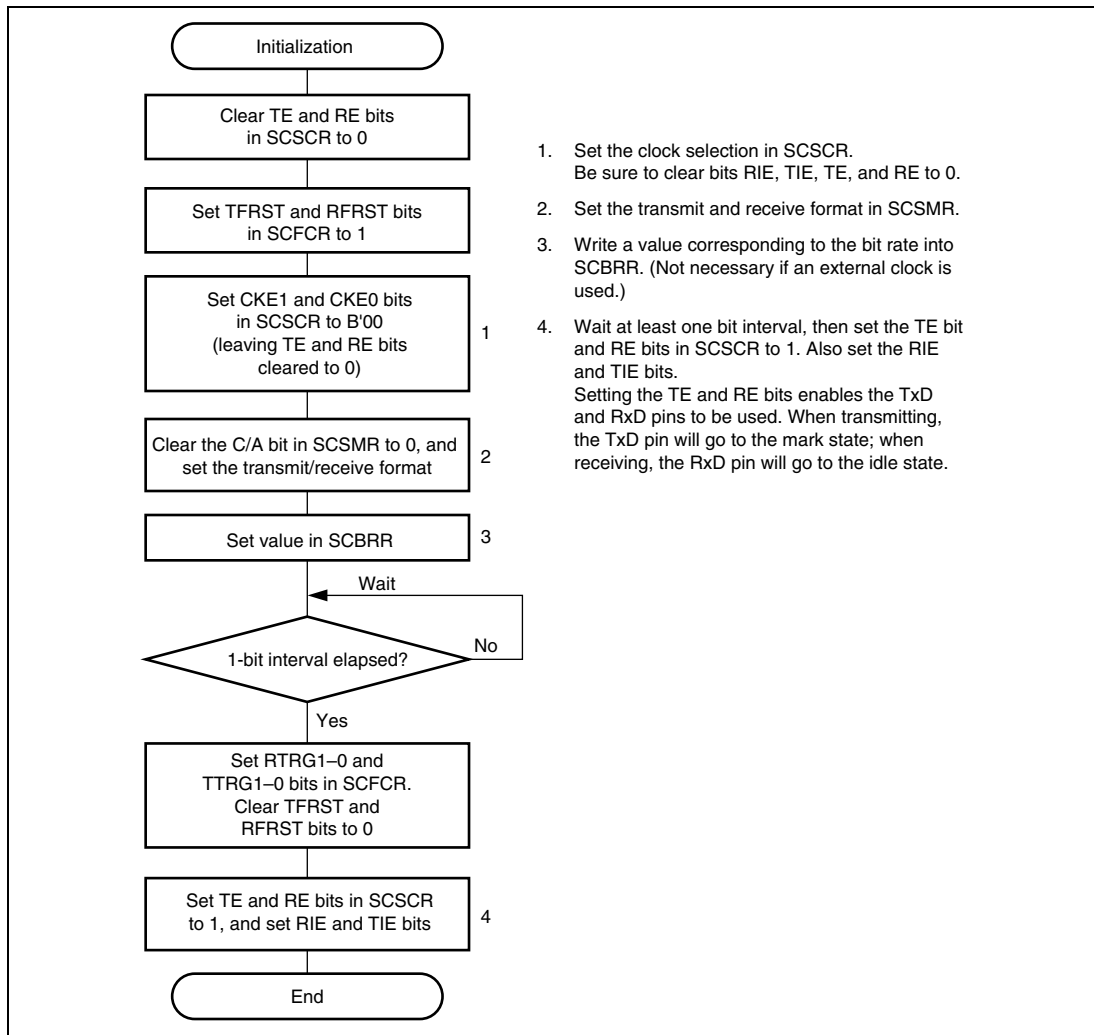 Initialization
Clear TE and RE bits
in SCSCR to 0
Set TFRST and RFRST bits
in SCFCR to 1
Set CKE1 and CKE0 bits
in SCSCR to B'00
(leaving TE and RE bits
cleared to 0)
1
Clear the C/A bit in SCSMR to 0, and
set the transmit/receive format
2
Set value in SCBRR
3
Wait
1-bit interval elapsed?
No
Yes
Set RTRG1–0 and
TTRG1–0 bits in SCFCR.
Clear TFRST and
RFRST bits to 0
Set TE and RE bits in SCSCR
to 1, and set RIE and TIE bits
4
End
1. Set the clock selection in SCSCR.
Be sure to clear bits RIE, TIE, TE, and RE to 0.
2. Set the transmit and receive format in SCSMR.
3. Write a value corresponding to the bit rate into
SCBRR. (Not necessary if an external clock is
used.)
4. Wait at least one bit interval, then set the TE bit
and RE bits in SCSCR to 1. Also set the RIE
and TIE bits.
Setting the TE and RE bits enables the TxD
and RxD pins to be used. When transmitting,
the TxD pin will go to the mark state; when
receiving, the RxD pin will go to the idle state.